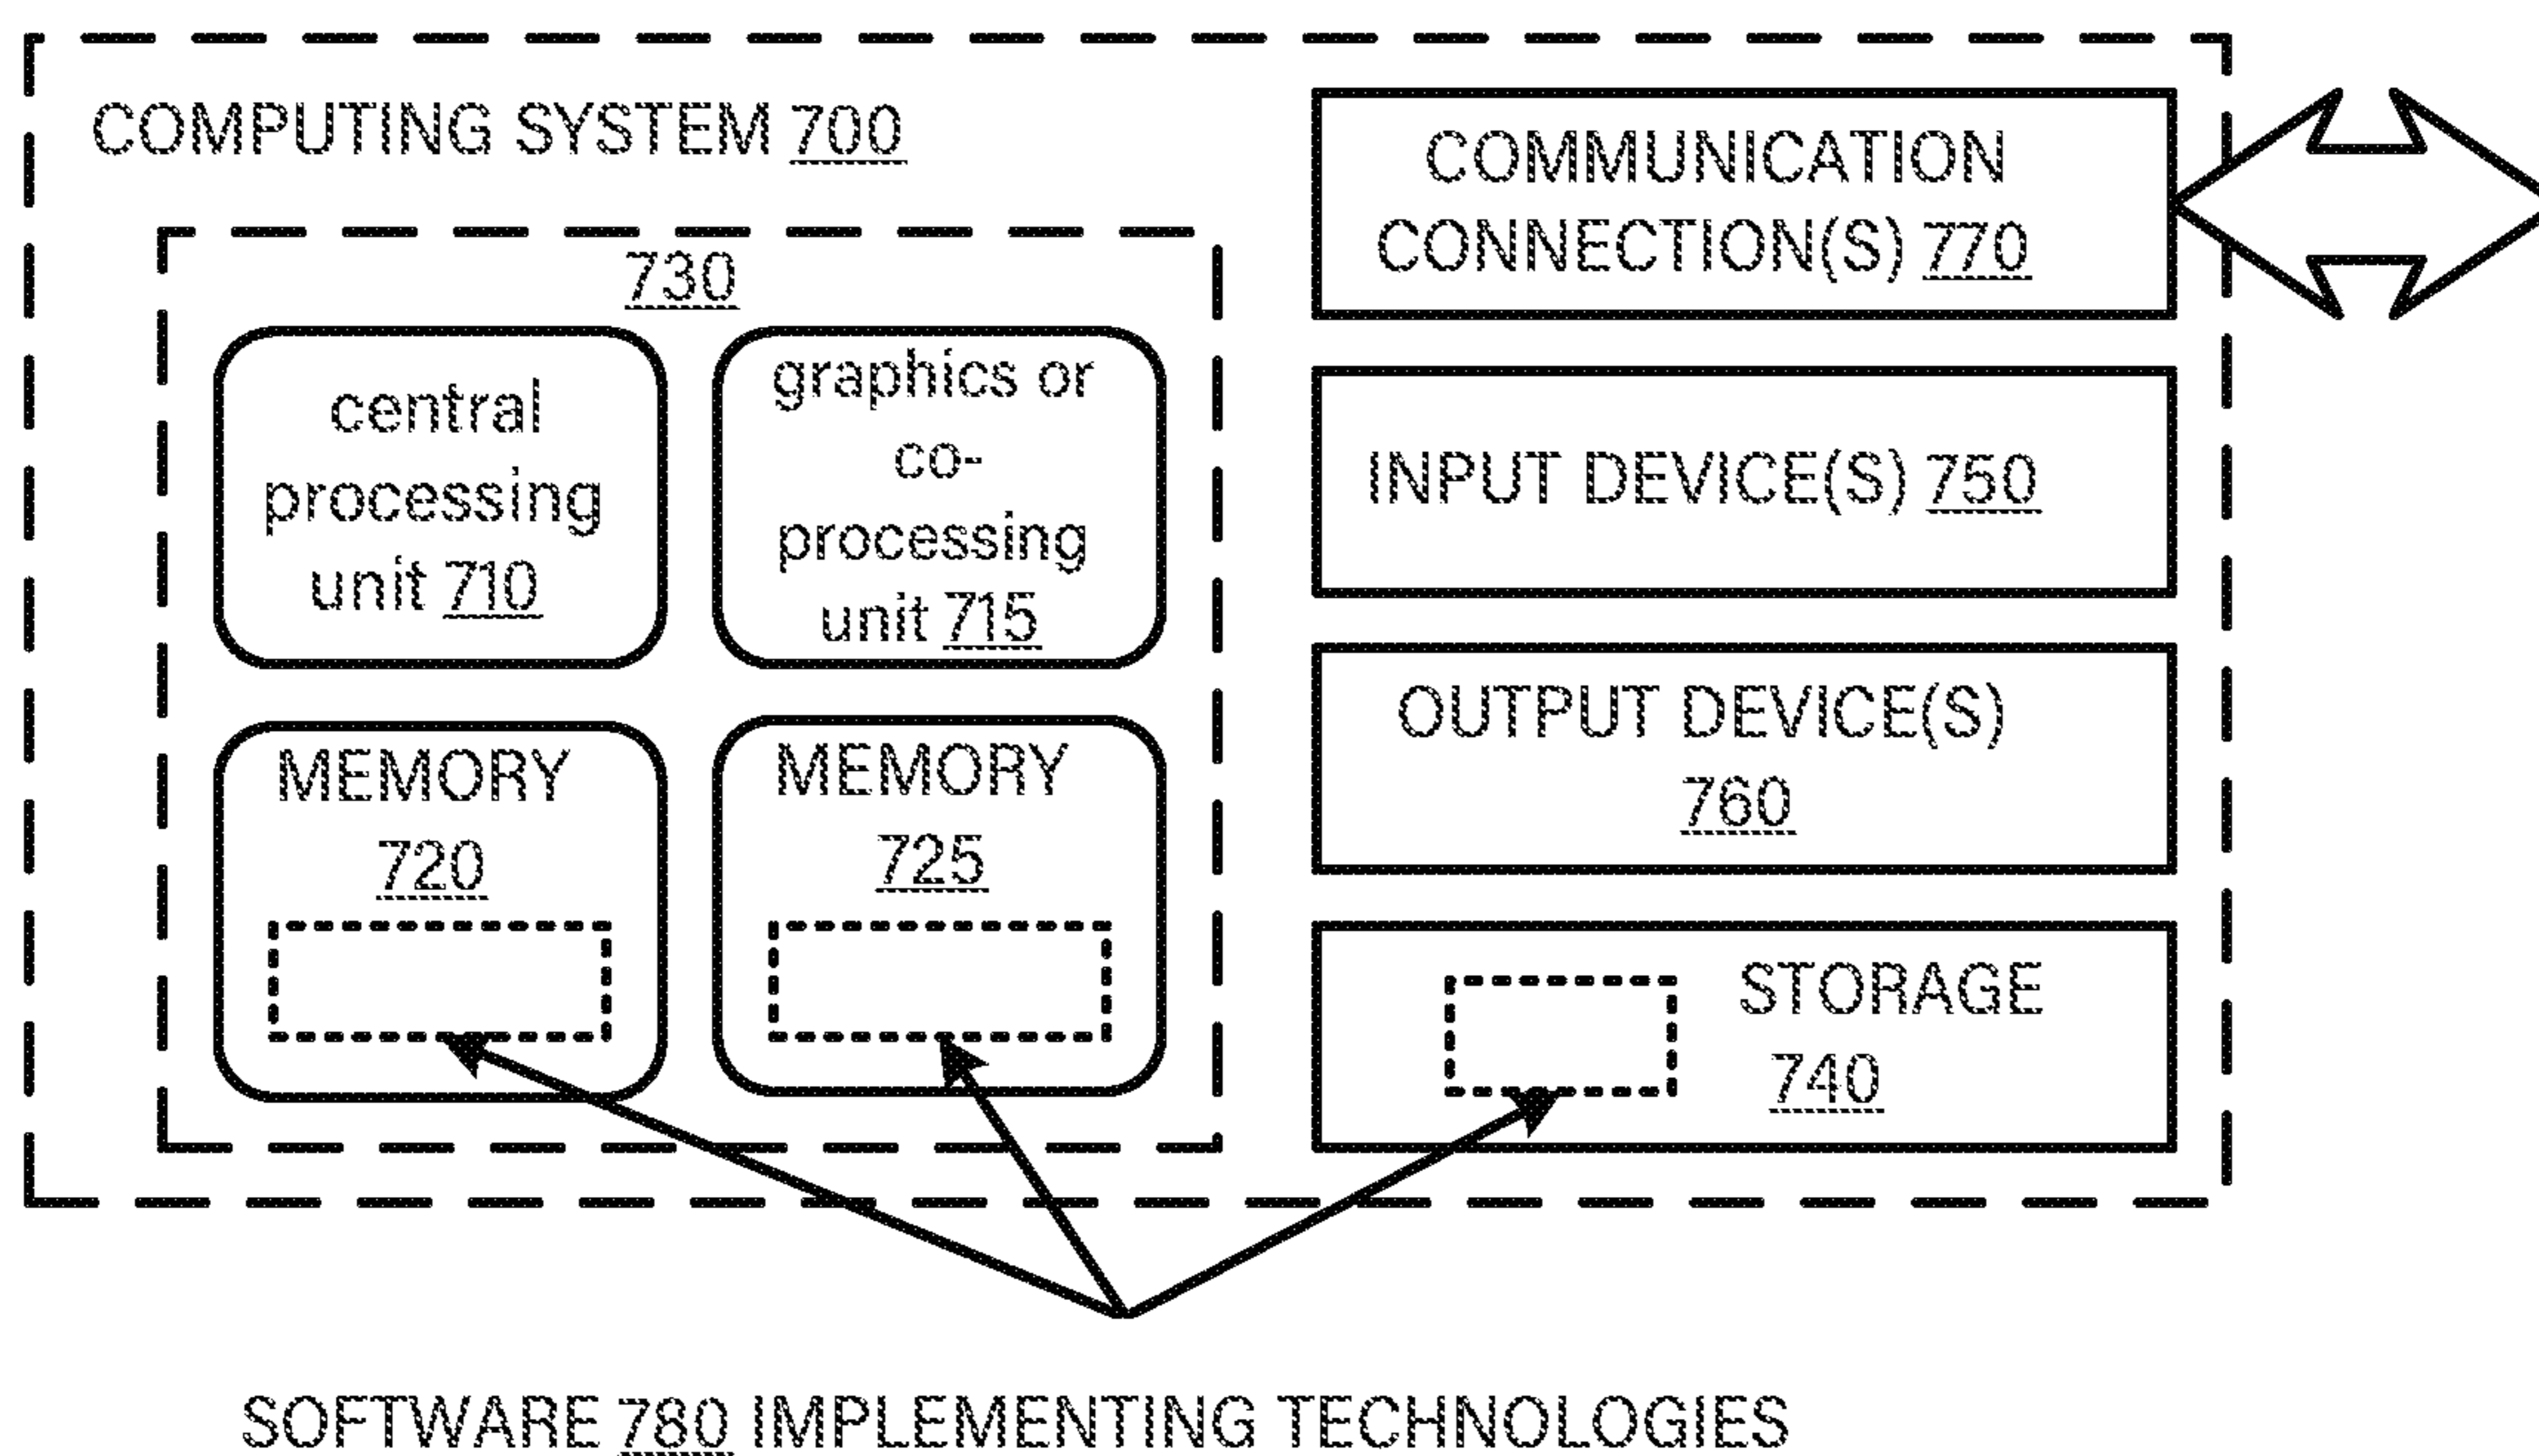 COMPUTING SYSTEM 700
730
central
processing
unit 710
graphics or
co-
processing
unit 715
MEMORY
720
MEMORY
725
COMMUNICATION
CONNECTION(S) 770
INPUT DEVICE(S) 750
OUTPUT DEVICE(S)
760
STORAGE
740
SOFTWARE 780 IMPLEMENTING TECHNOLOGIES